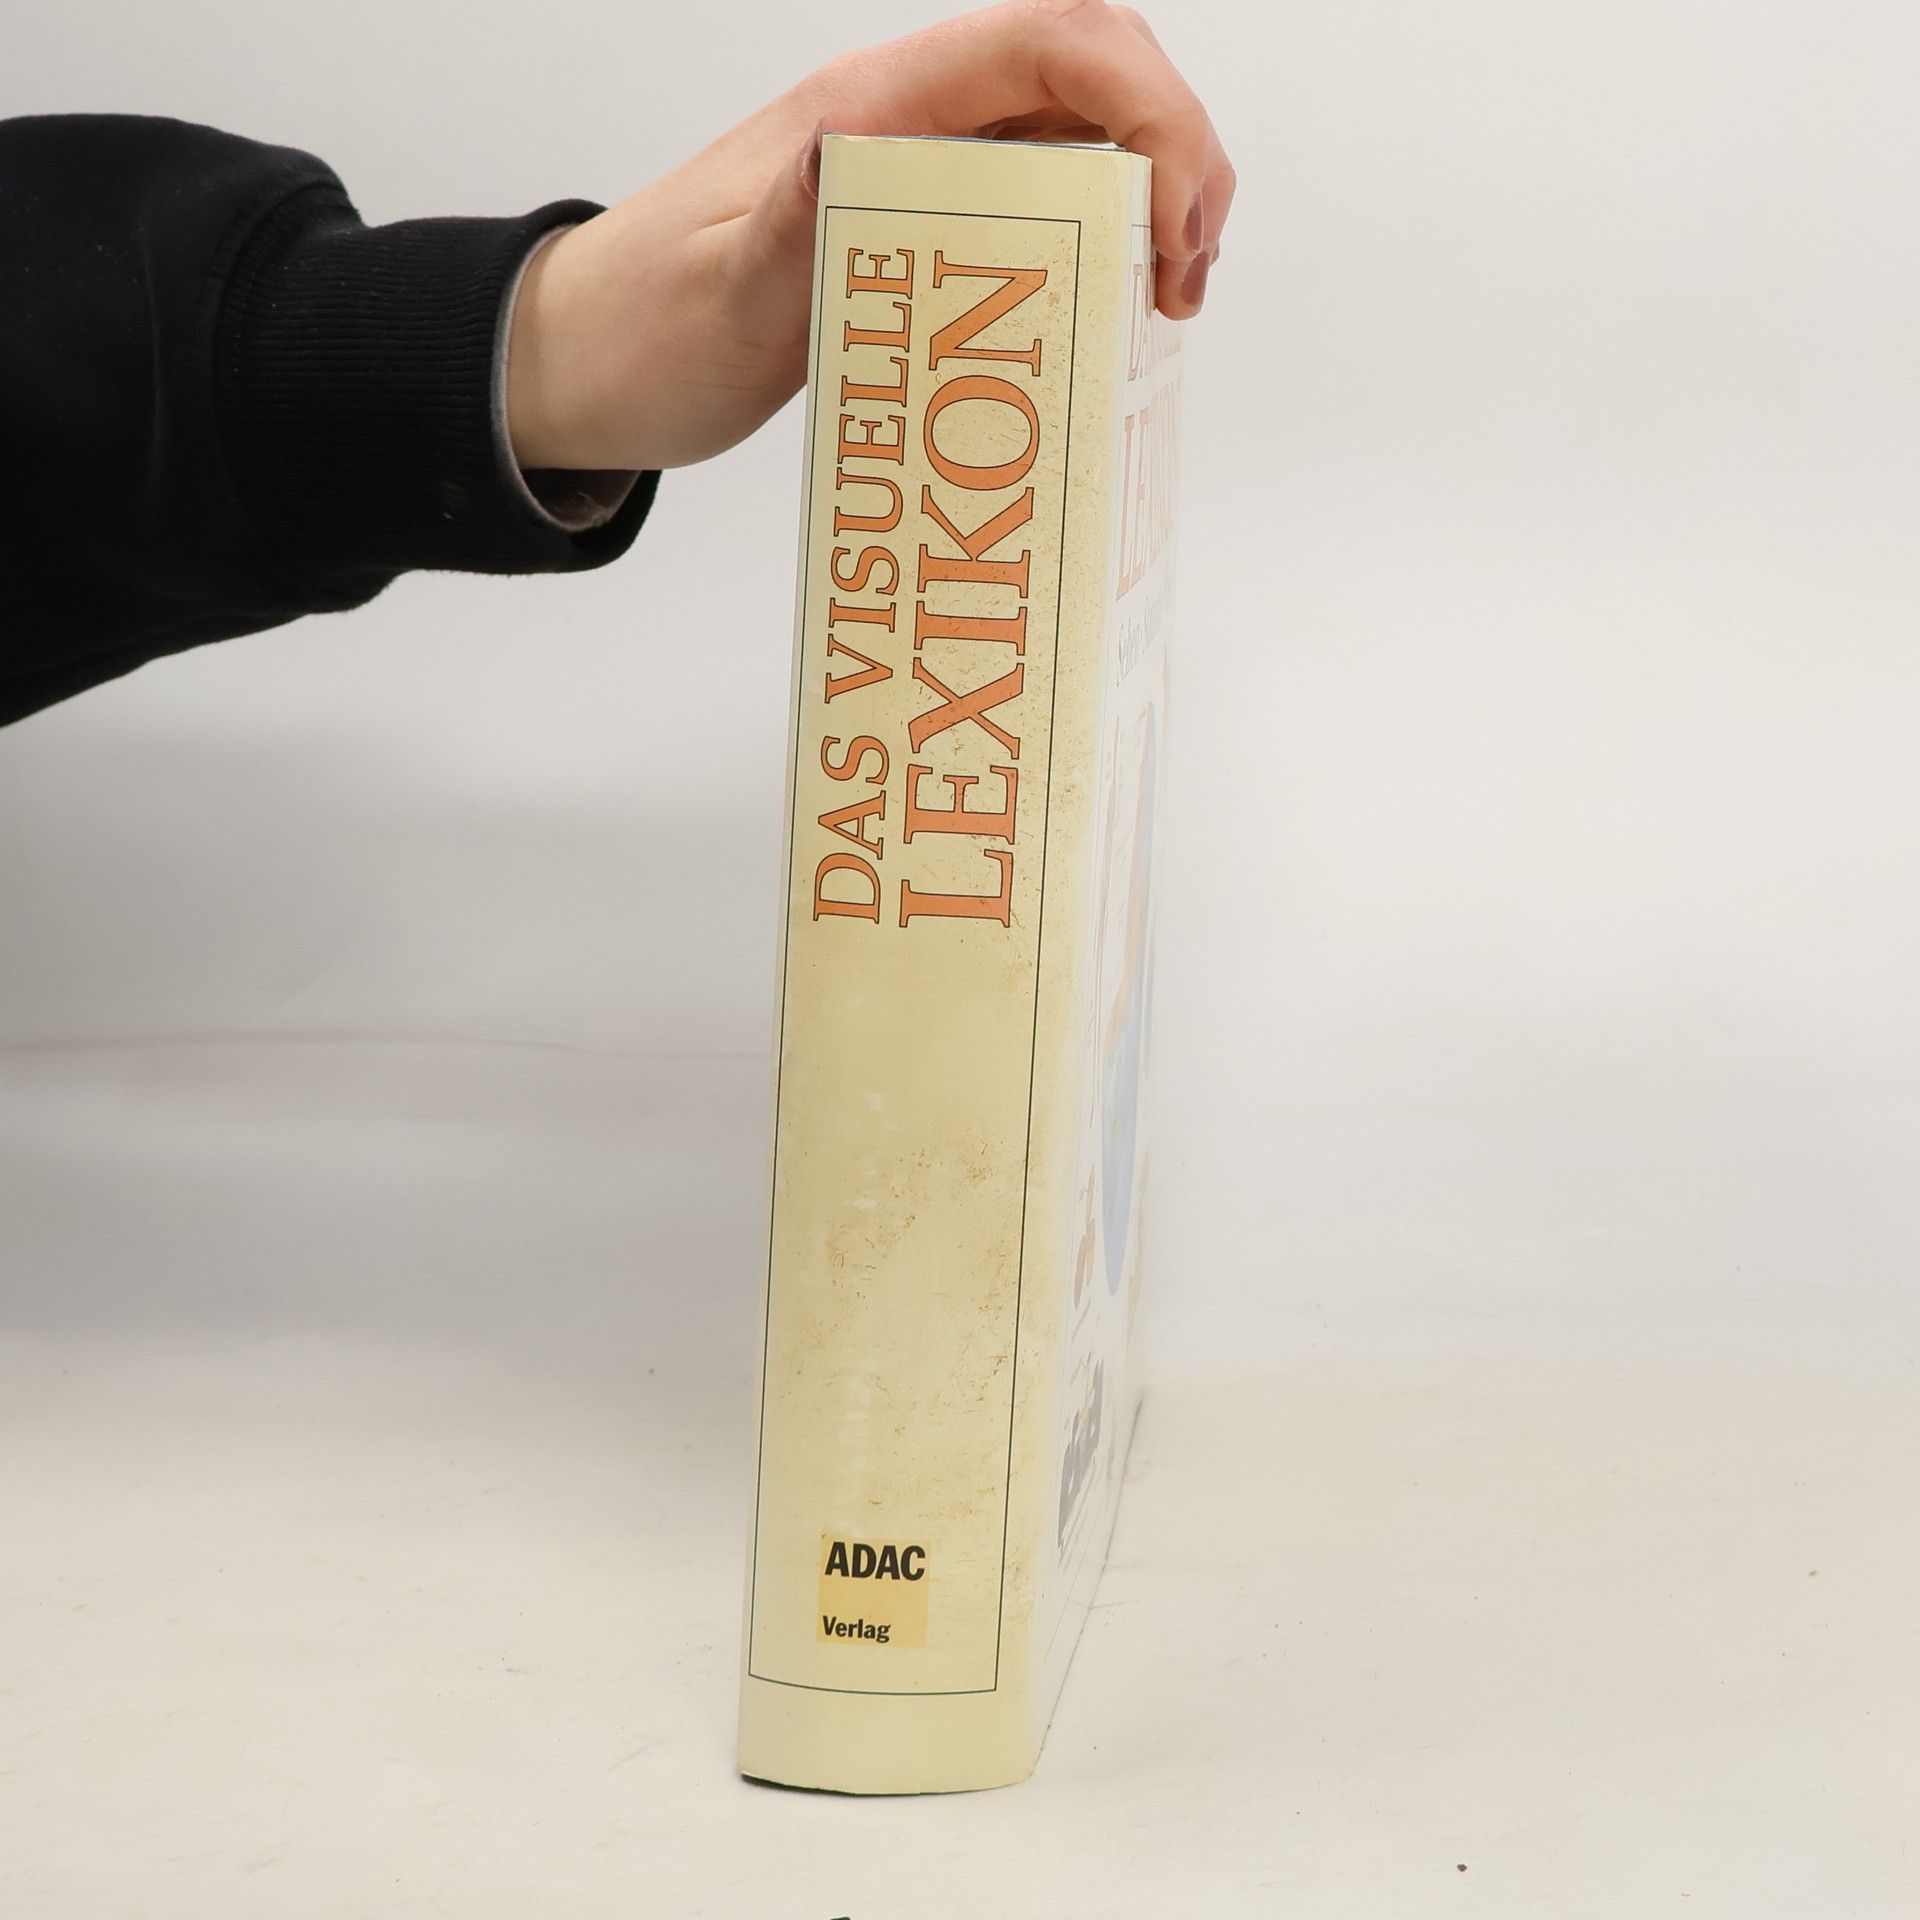 DAS VISUELLE
LEXIKON
ADAC
Verlag